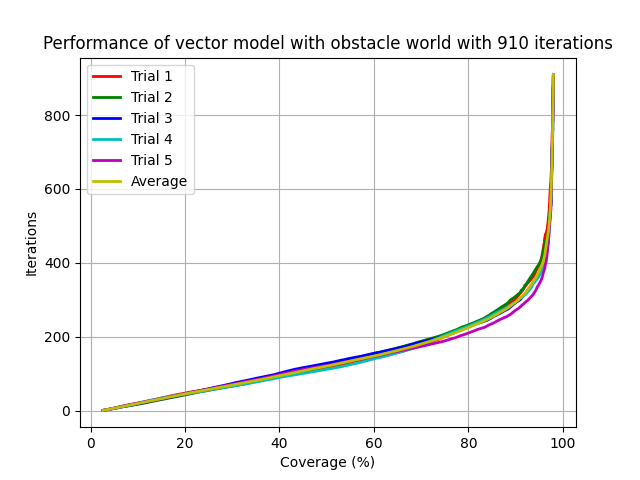 Performance of vector model with obstacle world with 910 iterations
Trial 1
Trial 2
Trial 3
Trial 4
Trial 5
Average
800
600
400
200
0
Iterations
0 20 40 60 80 100
Coverage (%)